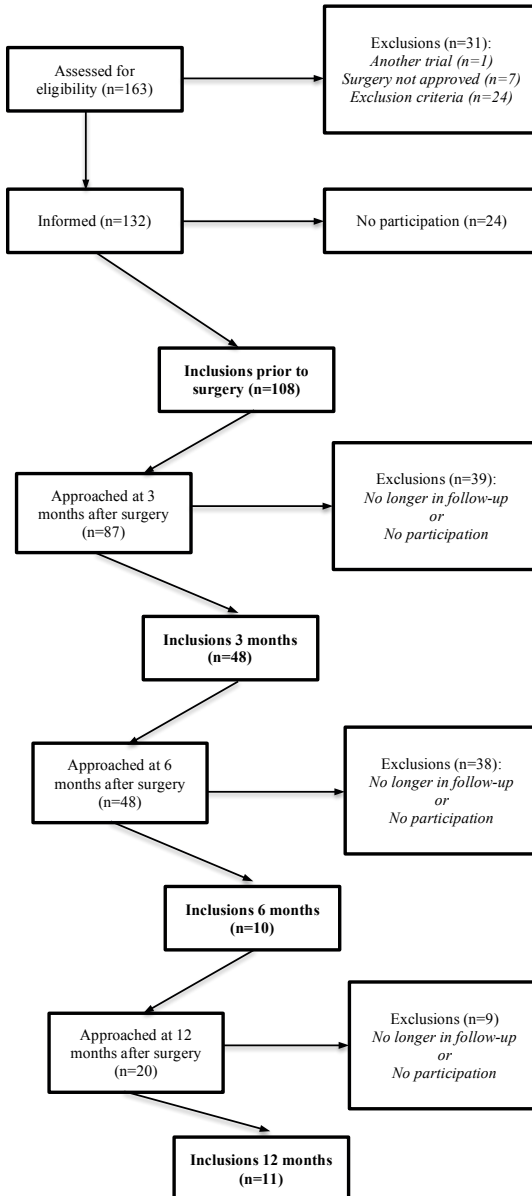 Assessed for
eligibility (n=163)
Exclusions (n=31):
Another trial (n=1)
Surgery not approved (n=7)
Exclusion criteria (n=24)
Informed (n=132)
No participation (n=24)
Inclusions prior to
surgery (n=108)
Approached at 3
months after surgery
(n=87)
Exclusions (n=39):
No longer in follow-up
or
No participation
Inclusions 3 months
(n=48)
Approached at 6
months after surgery
(n=48)
Exclusions (n=38):
No longer in follow-up
or
No participation
Inclusions 6 months
(n=10)
Approached at 12
months after surgery
(n=20)
Exclusions (n=9)
No longer in follow-up
or
No participation
Inclusions 12 months
(n=11)